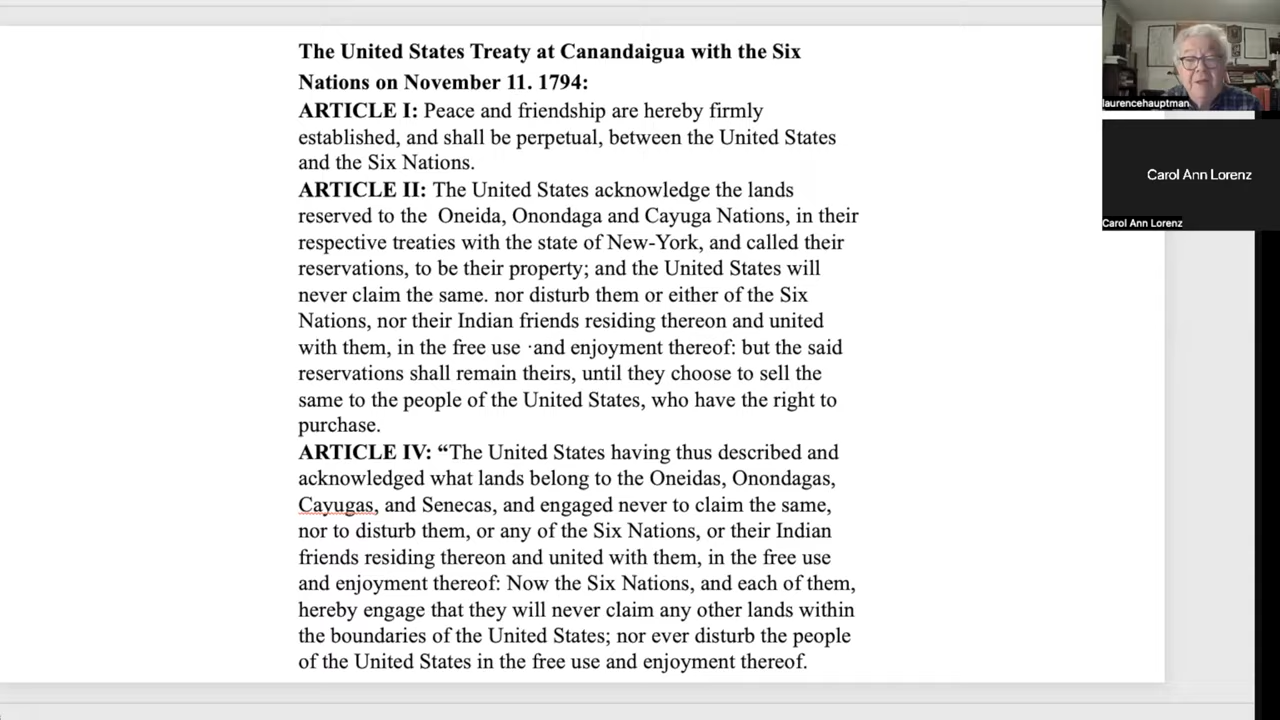 The United States Treaty at Canandaigua with the Six
Nations on November 11. 1794:
ARTICLE I: Peace and friendship are hereby firmly
established, and shall be perpetual, between the United States
and the Six Nations.
ARTICLE II: The United States acknowledge the lands
reserved to the  Oneida, Onondaga and Cayuga Nations, in their
respective treaties with the state of New-York, and called their
reservations, to be their property; and the United States will
never claim the same. nor disturb them or either of the Six
Nations, nor their Indian friends residing thereon and united
with them, in the free use ·and enjoyment thereof: but the said
reservations shall remain theirs, until they choose to sell the
same to the people of the United States, who have the right to
purchase.
ARTICLE IV: “The United States having thus described and
acknowledged what lands belong to the Oneidas, Onondagas,
Cayugas, and Senecas, and engaged never to claim the same,
nor to disturb them, or any of the Six Nations, or their Indian
friends residing thereon and united with them, in the free use
and enjoyment thereof: Now the Six Nations, and each of them,
hereby engage that they will never claim any other lands within
the boundaries of the United States; nor ever disturb the people
of the United States in the free use and enjoyment thereof.
laurencehauptman
Carol Ann Lorenz
Carol Ann Lorenz